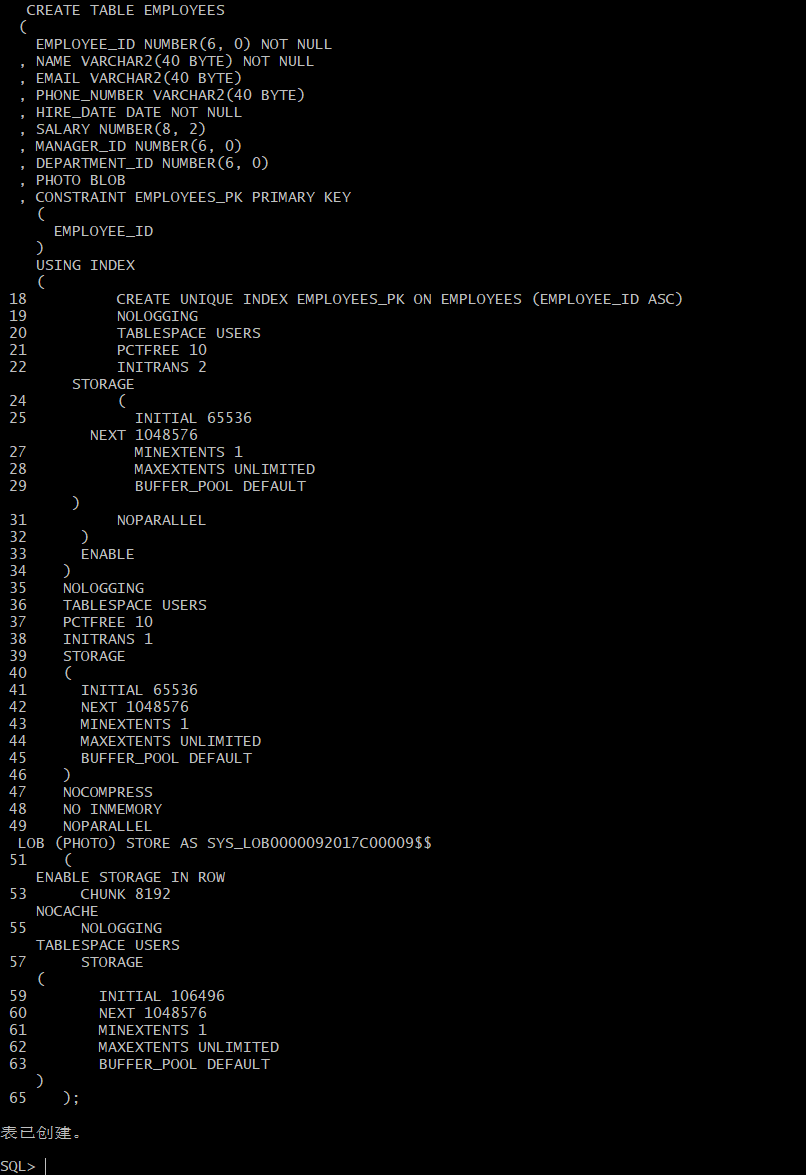 CREATE TABLE EMPLOYEES
(
EMPLOYEE_ID NUMBER(6, 0) NOT NULL
, NAME VARCHAR2(40 BYTE) NOT NULL
, EMAIL VARCHAR2(40 BYTE)
, PHONE_NUMBER VARCHAR2(40 BYTE)
, HIRE_DATE DATE NOT NULL
, SALARY NUMBER(8, 2)
, MANAGER_ID NUMBER(6, 0)
, DEPARTMENT_ID NUMBER(6, 0)
, PHOTO BLOB
, CONSTRAINT EMPLOYEES_PK PRIMARY KEY
(
EMPLOYEE_ID
)
USING INDEX
(
18 CREATE UNIQUE INDEX EMPLOYEES_PK ON EMPLOYEES (EMPLOYEE_ID ASC)
19 NOLOGGING
20 TABLESPACE USERS
21 PCTFREE 10
22 INITRANS 2
STORAGE
24 (
25 INITIAL 65536
NEXT 1048576
27 MINEXTENTS 1
28 MAXEXTENTS UNLIMITED
29 BUFFER_POOL DEFAULT
)
31 NOPARALLEL
32 )
33 ENABLE
34 )
35 NOLOGGING
36 TABLESPACE USERS
37 PCTFREE 10
38 INITRANS 1
39 STORAGE
40 (
41 INITIAL 65536
42 NEXT 1048576
43 MINEXTENTS 1
44 MAXEXTENTS UNLIMITED
45 BUFFER_POOL DEFAULT
46 )
47 NOCOMPRESS
48 NO INMEMORY
49 NOPARALLEL
LOB (PHOTO) STORE AS SYS_LOB0000092017C00009$$
51 (
ENABLE STORAGE IN ROW
53 CHUNK 8192
NOCACHE
55 NOLOGGING
TABLESPACE USERS
57 STORAGE
(
59 INITIAL 106496
60 NEXT 1048576
61 MINEXTENTS 1
62 MAXEXTENTS UNLIMITED
63 BUFFER_POOL DEFAULT
)
65 );
表已创建。
SQL>